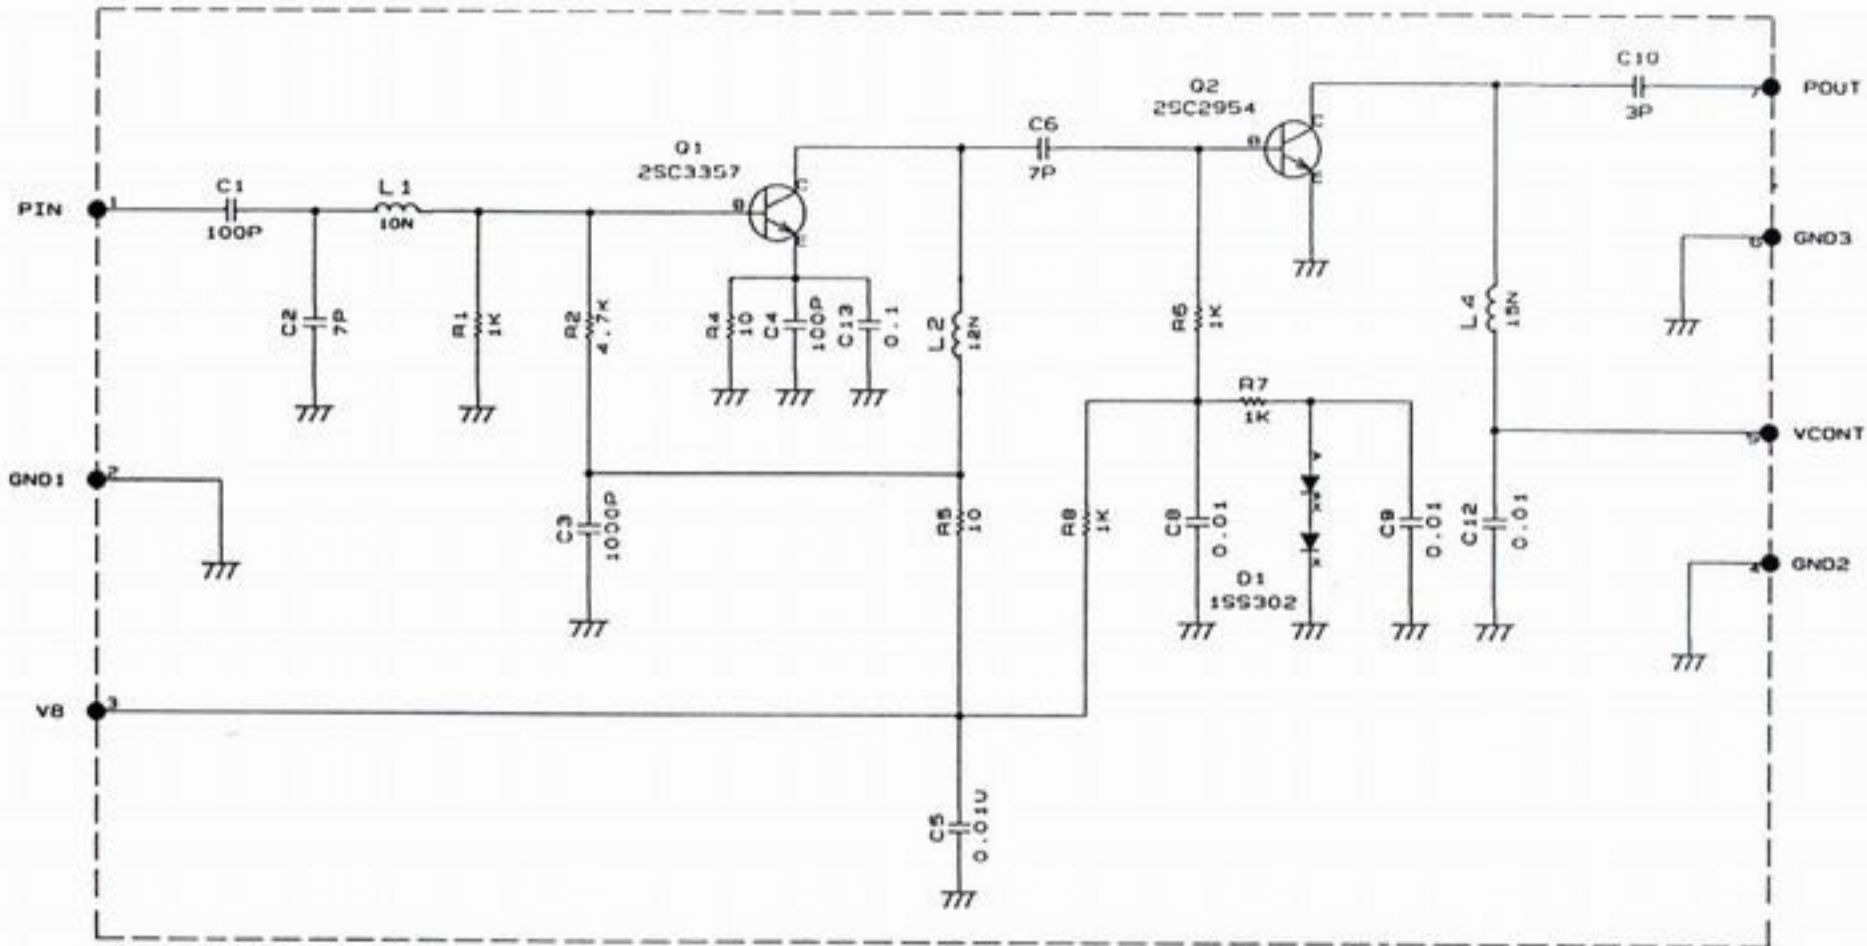 C10
3P
7
POUT
Q2
2SC2954
C
B
E
C6
7P
Q1
2SC3357
C
B
E
PIN
1
C1
100P
L1
10N
6
GND3
C2
7P
R1
1K
R2
4.7K
R4
10
C4
100P
C13
0.1
L2
12N
R6
1K
L4
15N
R7
1K
5
VCONT
GND1
2
C3
1000P
R5
10
R8
1K
C8
0.01
C9
0.01
C12
0.01
4
GND2
D1
1SS302
VB
3
C5
0.01U